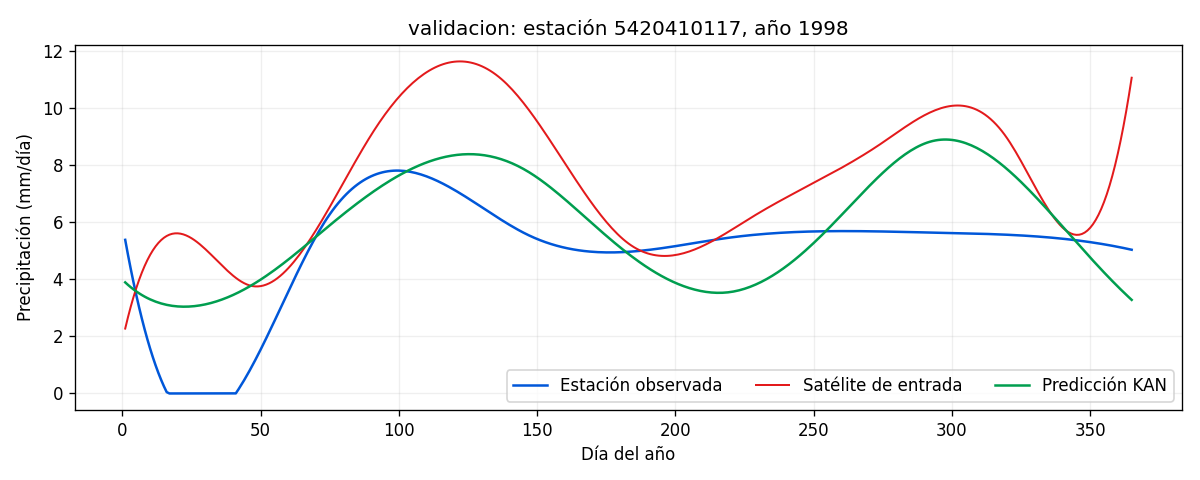 validacion: estación 5420410117, año 1998
Precipitación (mm/día)
12
10
8
6
4
2
0
0 50 100 150 200 250 300 350
Día del año
Estación observada Satélite de entrada Predicción KAN